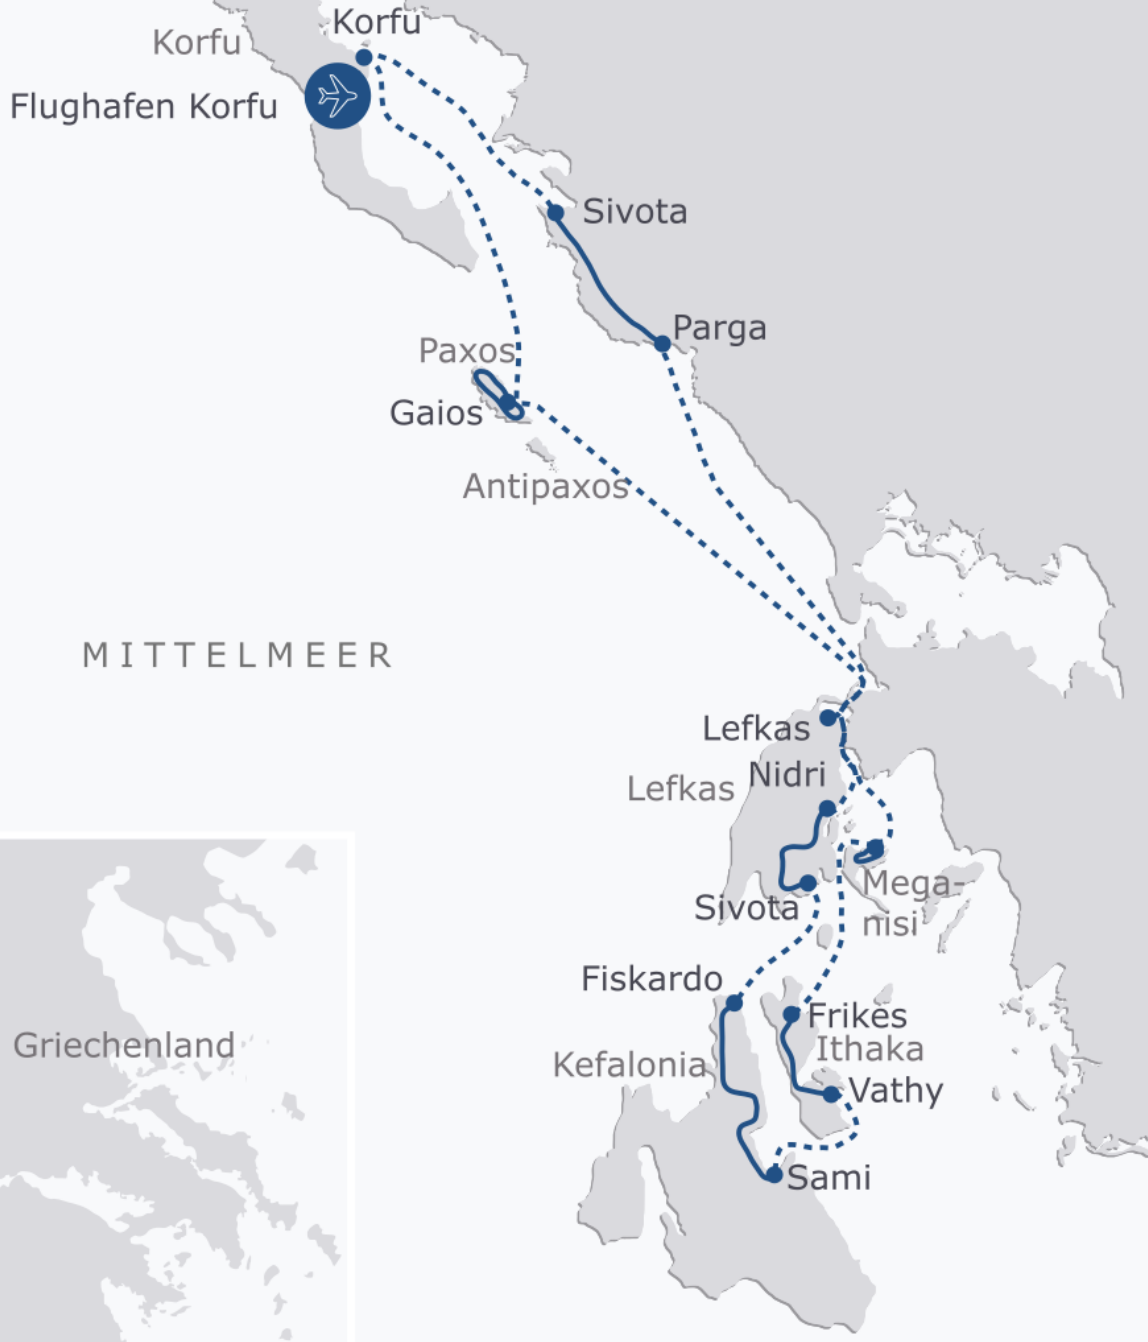 Korfu
Korfu
Flughafen Korfu
Sivota
Parga
Paxos
Gaios
Antipaxos
MITTELMEER
Lefkas
Nidri
Lefkas
Mega-
nisi
Sivota
Fiskardo
Frikes
Ithaka
Kefalonia
Vathy
Sami
Griechenland